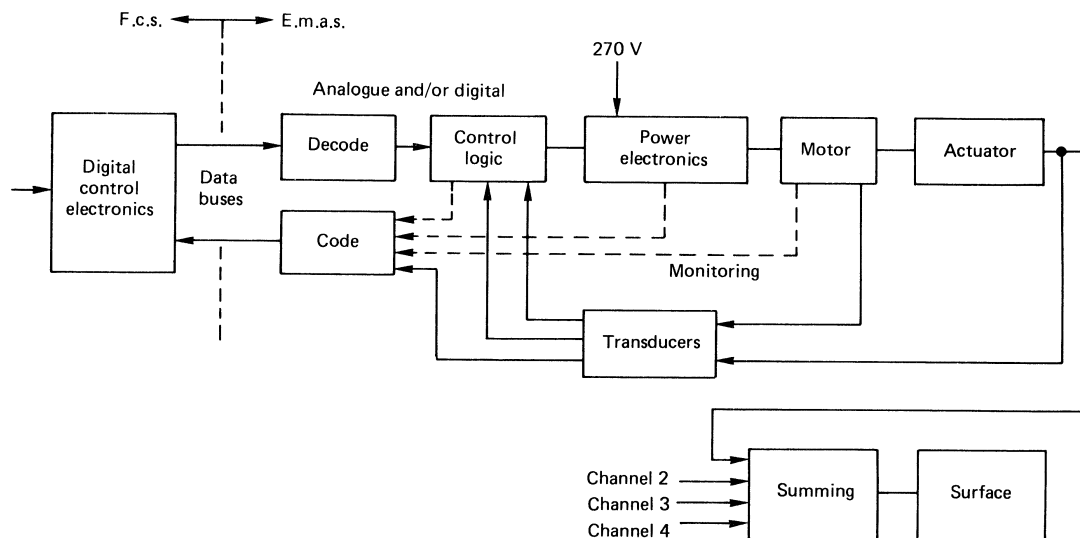 F.c.s.
E.m.a.s.
270 V
Analogue and/or digital
Digital
control
electronics
Data
buses
Decode
Control
logic
Power
electronics
Motor
Actuator
Code
Monitoring
Transducers
Channel 2
Channel 3
Channel 4
Summing
Surface